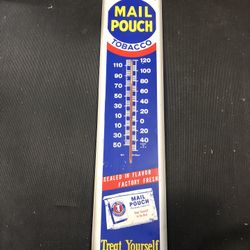 MAIL
POUCH
TOBACCO
110 120
90 100
70 80
50 60
30 40
10 20
10 0
30 20
50 40
SEALED IN FLAVOR
FACTORY FRESH
MAIL
POUCH
Treat Yourself